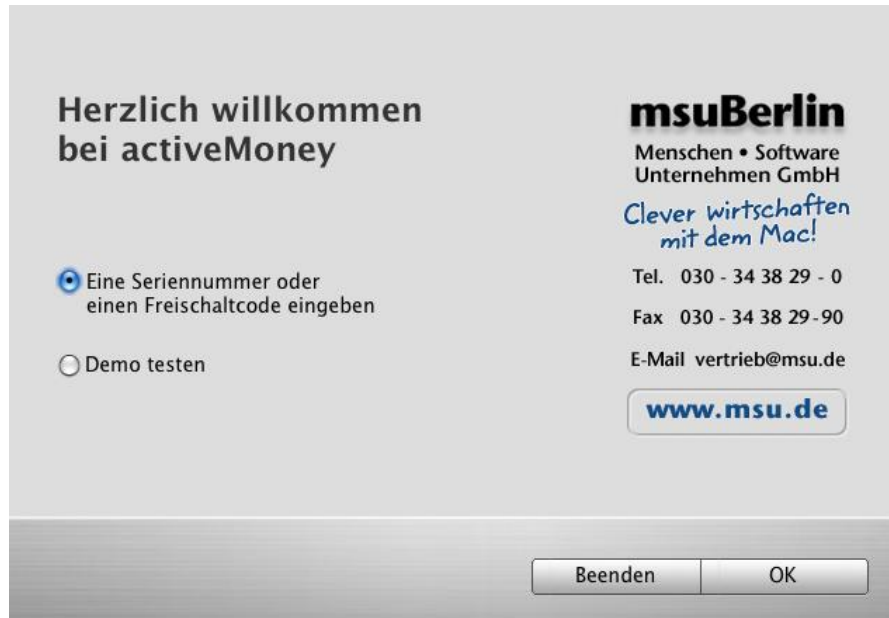 Herzlich willkommen
bei activeMoney
Eine Seriennummer oder
einen Freischaltcode eingeben
Demo testen
msuBerlin
Menschen • Software
Unternehmen GmbH
Clever wirtschaften
mit dem Mac!
Tel. 030 - 34 38 29 - 0
Fax 030 - 34 38 29-90
E-Mail vertrieb@msu.de
www.msu.de
Beenden
OK